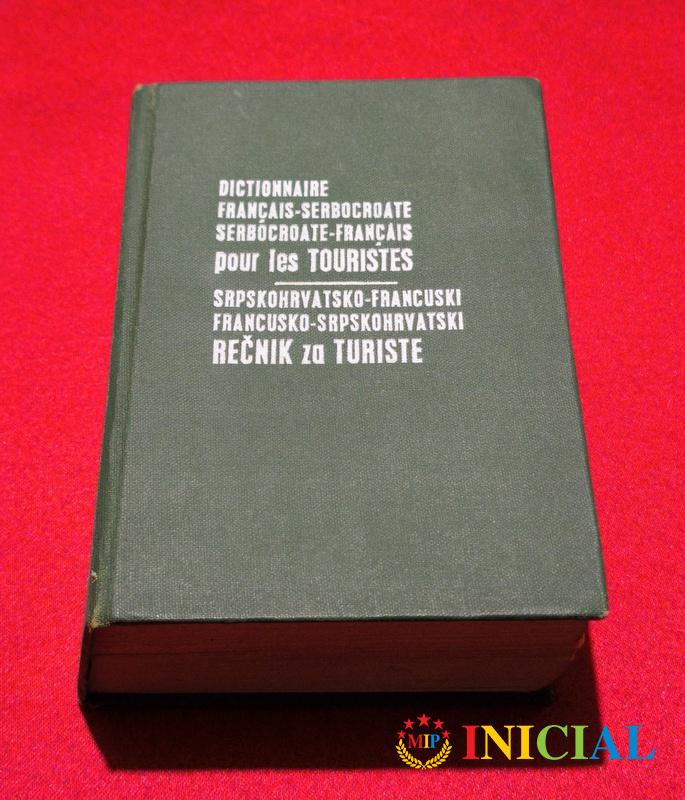 DICTIONNAIRE
FRANÇAIS-SERBOCROATE
SERBOCROATE-FRANÇAIS
pour les TOURISTES
SRPSKOHRVATSKO-FRANCUSKI
FRANCUSKO-SRPSKOHRVATSKI
REČNIK za TURISTE
MIP INICIAL